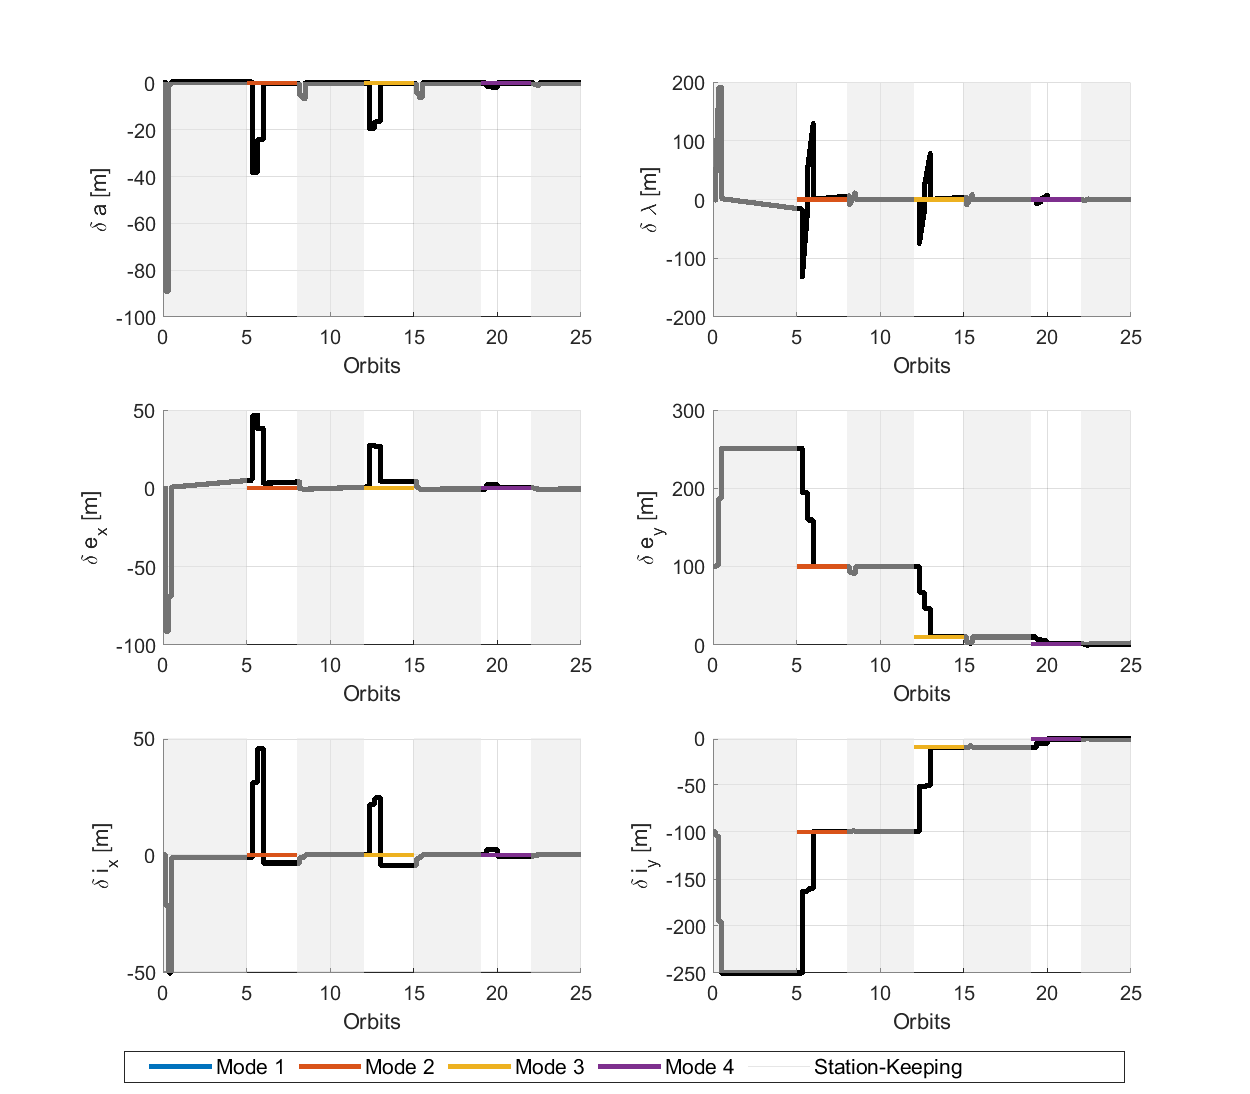 0
-20
-40
-60
-80
-100
δ a [m]
0 5 10 15 20 25
Orbits
200
100
0
-100
-200
δ λ [m]
0 5 10 15 20 25
Orbits
50
0
-50
-100
δ e_x [m]
0 5 10 15 20 25
Orbits
300
200
100
0
δ e_y [m]
0 5 10 15 20 25
Orbits
50
0
-50
δ i_x [m]
0 5 10 15 20 25
Orbits
0
-50
-100
-150
-200
-250
δ i_y [m]
0 5 10 15 20 25
Orbits
Mode 1 Mode 2 Mode 3 Mode 4 Station-Keeping